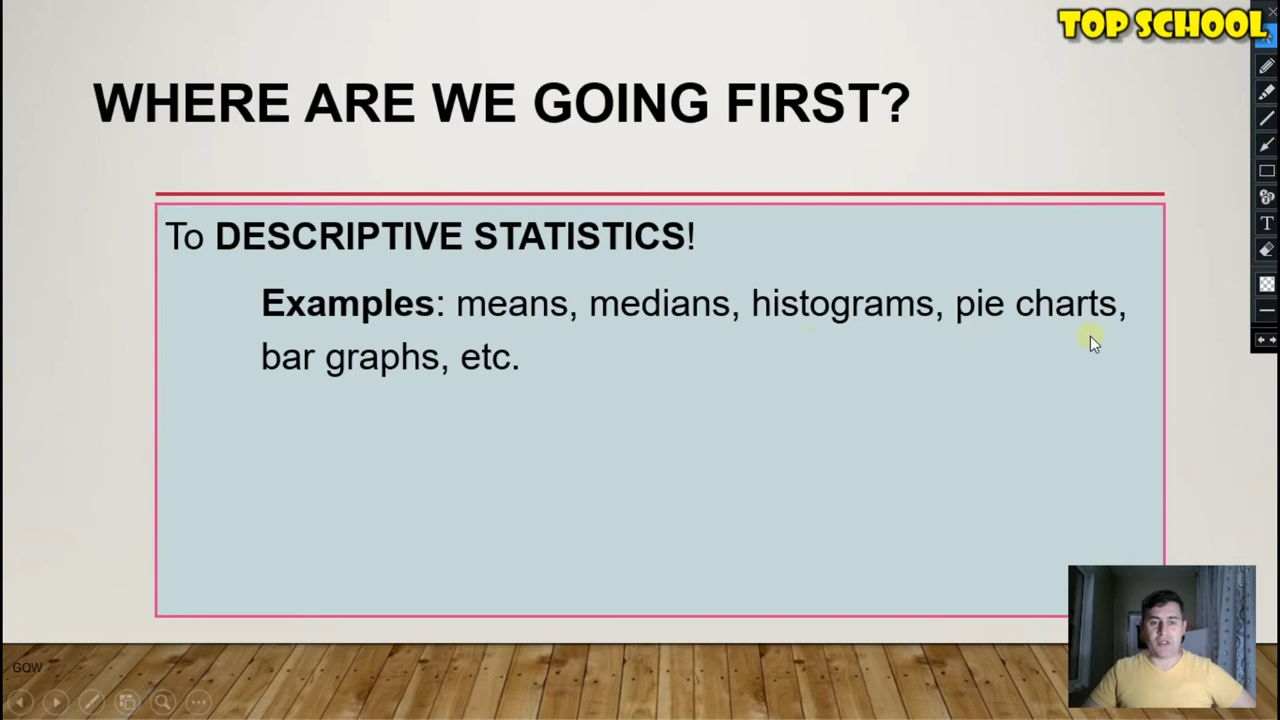 TOP SCHOOL
WHERE ARE WE GOING FIRST?
To DESCRIPTIVE STATISTICS!
Examples: means, medians, histograms, pie charts,
bar graphs, etc.
GQW